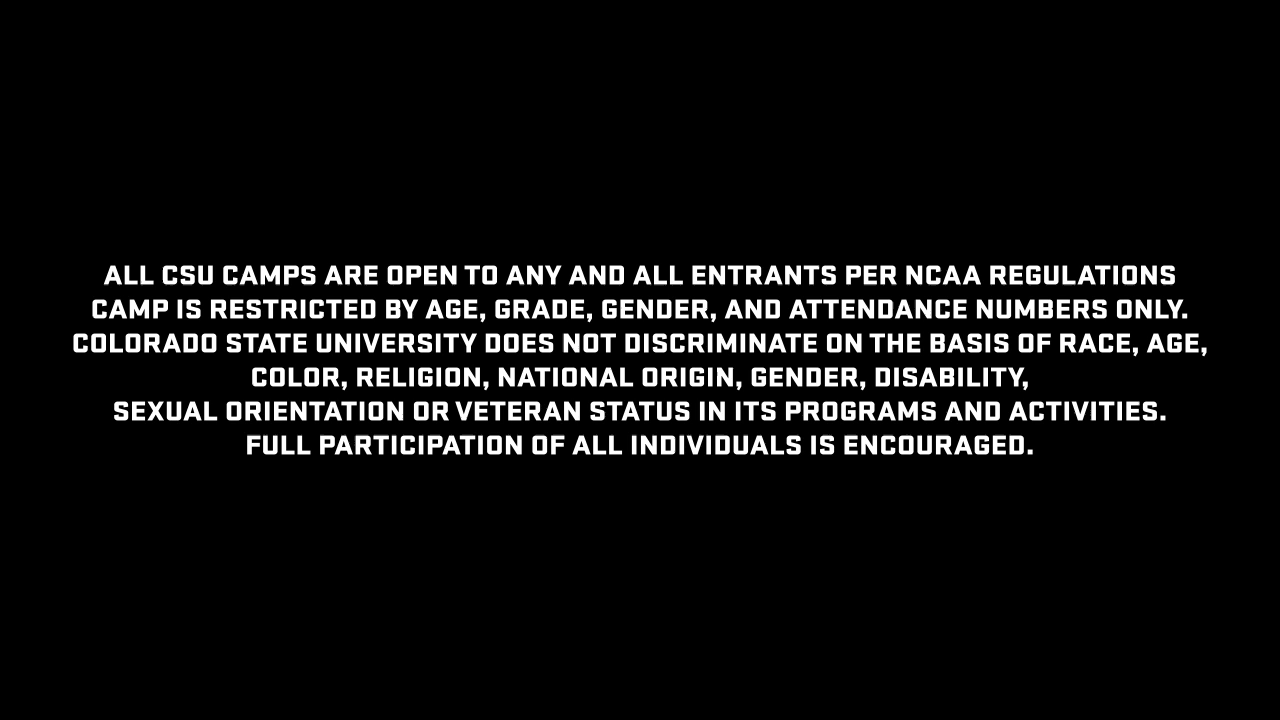 ALL CSU CAMPS ARE OPEN TO ANY AND ALL ENTRANTS PER NCAA REGULATIONS
CAMP IS RESTRICTED BY AGE, GRADE, GENDER, AND ATTENDANCE NUMBERS ONLY.
COLORADO STATE UNIVERSITY DOES NOT DISCRIMINATE ON THE BASIS OF RACE, AGE,
COLOR, RELIGION, NATIONAL ORIGIN, GENDER, DISABILITY,
SEXUAL ORIENTATION OR VETERAN STATUS IN ITS PROGRAMS AND ACTIVITIES.
FULL PARTICIPATION OF ALL INDIVIDUALS IS ENCOURAGED.